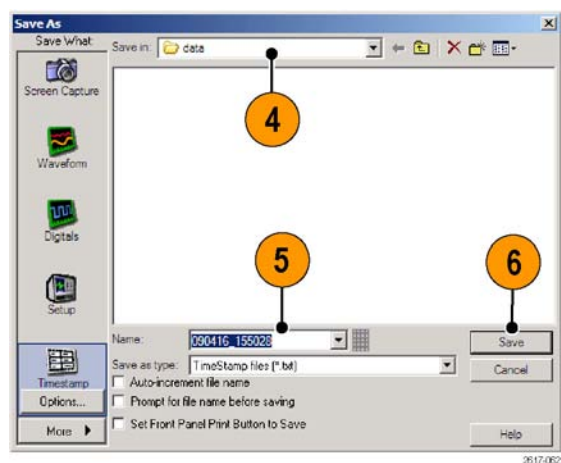 Save As
Save What:
Save in: data
Screen Capture
4
Waveform
Digitals
5
6
Setup
Name: 090416_155028
Save
Save as type: TimeStamp files (*.txt)
Cancel
Timestamp
Auto-increment file name
Options...
Prompt for file name before saving
More
Set Front Panel Print Button to Save
Help
2617-062